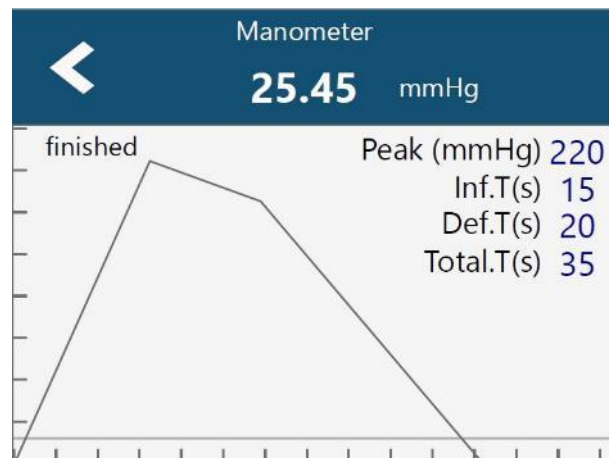 Manometer
25.45 mmHg
finished
Peak (mmHg) 220
Inf.T(s) 15
Def.T(s) 20
Total.T(s) 35